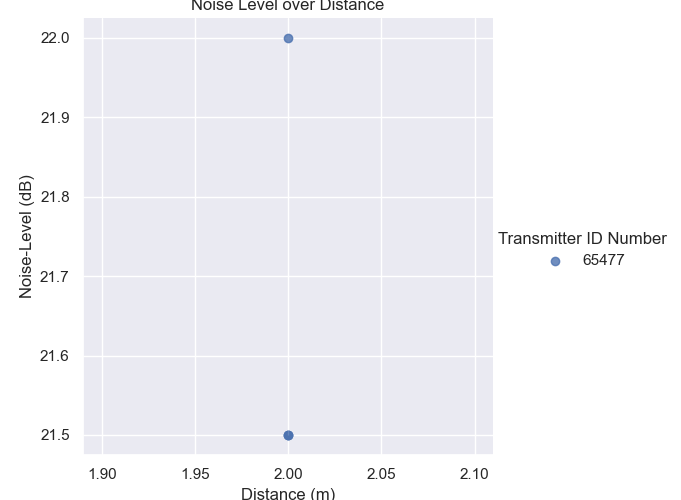 Noise Level over Distance
22.0
21.9
21.8
21.7
21.6
21.5
Noise-Level (dB)
1.90 1.95 2.00 2.05 2.10
Distance (m)
Transmitter ID Number
65477